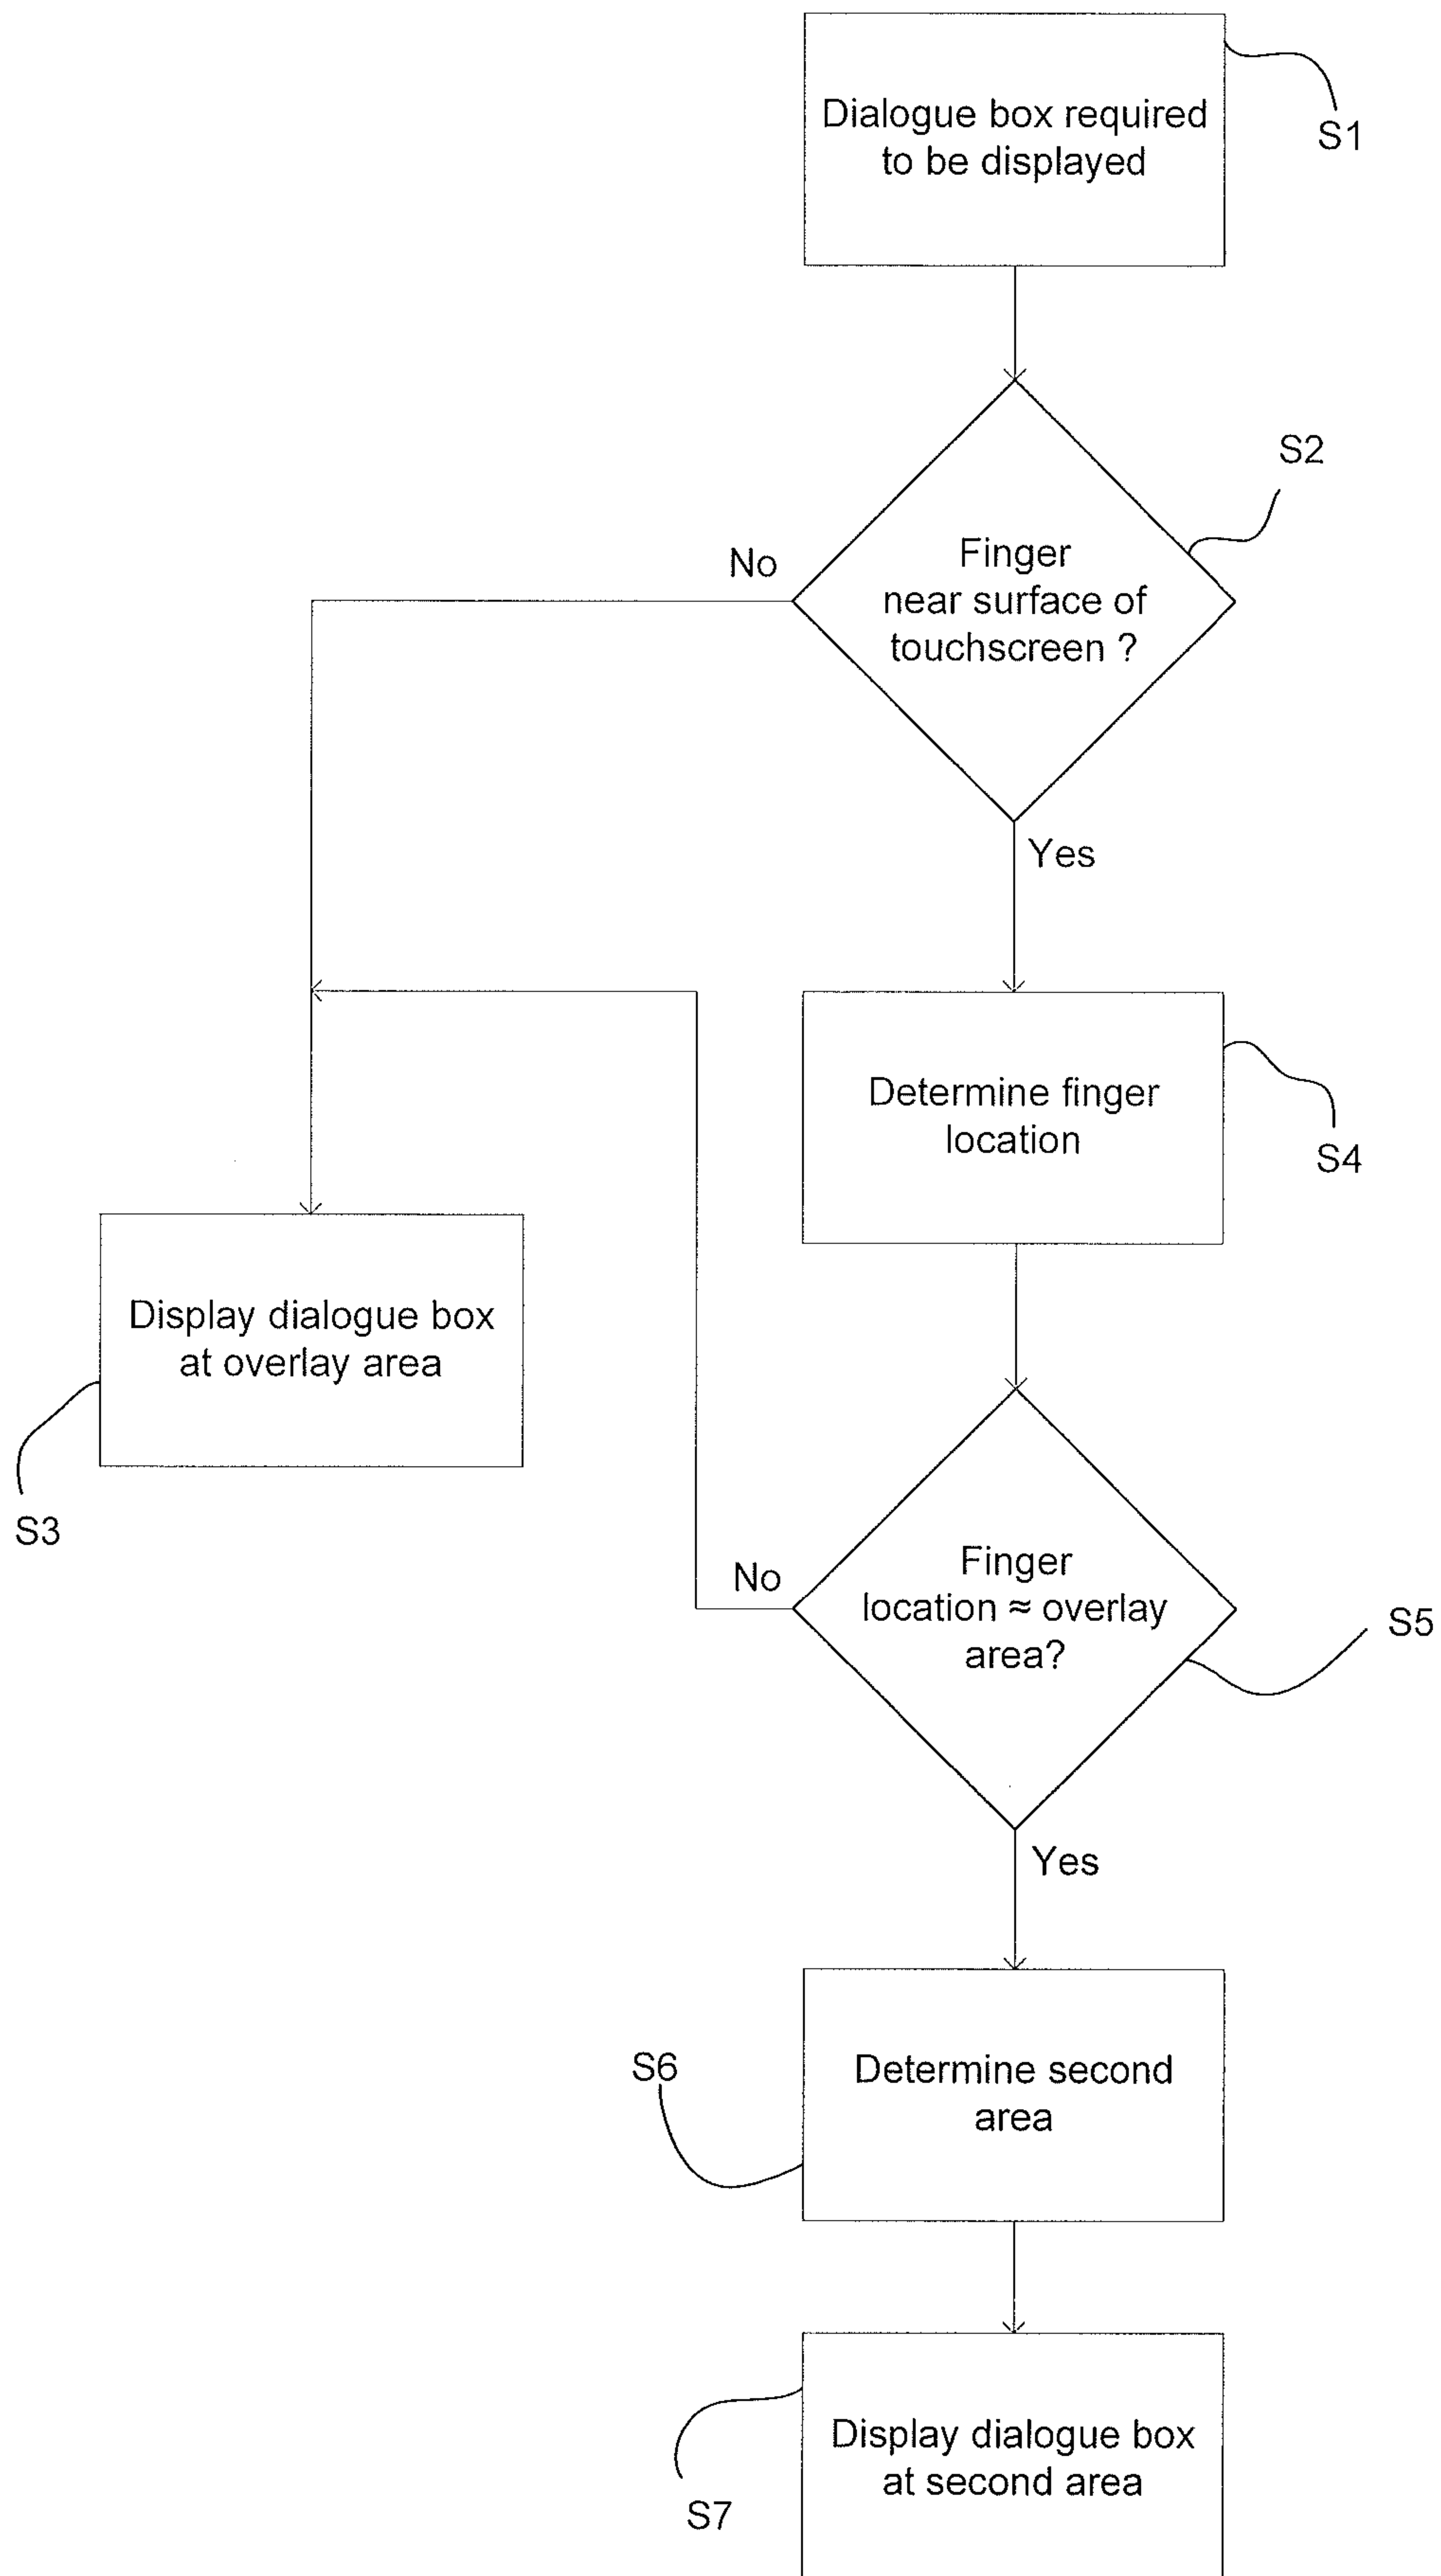 Dialogue box required
to be displayed
S1
S2
Finger
near surface of
touchscreen ?
No
Yes
Determine finger
location
S4
Display dialogue box
at overlay area
S3
Finger
location ≈ overlay
area?
No
S5
Yes
Determine second
area
S6
Display dialogue box
at second area
S7